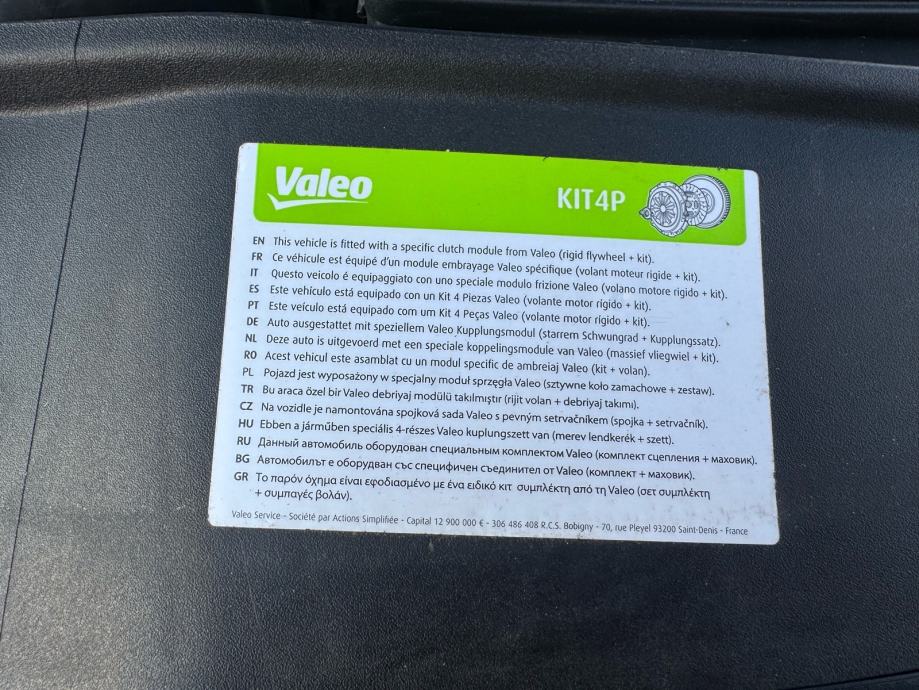 Valeo
KIT4P
EN This vehicle is fitted with a specific clutch module from Valeo (rigid flywheel + kit).
FR Ce véhicule est équipé d'un module embrayage Valeo spécifique (volant moteur rigide + kit).
IT Questo veicolo é equipaggiato con uno speciale modulo frizione Valeo (volano motore rigido + kit).
ES Este vehículo está equipado con un Kit 4 Piezas Valeo (volante motor rígido + kit).
PT Este veículo está equipado com um Kit 4 Peças Valeo (volante motor rígido + kit).
DE Auto ausgestattet mit speziellem Valeo Kupplungsmodul (starrem Schwungrad + Kupplungssatz).
NL Deze auto is uitgevoerd met een speciale koppelingsmodule van Valeo (massief vliegwiel + kit).
RO Acest vehicul este asamblat cu un modul specific de ambreiaj Valeo (kit + volan).
PL Pojazd jest wyposażony w specjalny moduł sprzęgła Valeo (sztywne koło zamachowe + zestaw).
TR Bu araca özel bir Valeo debriyaj modülü takılmıştır (rijit volan + debriyaj takımı).
CZ Na vozidle je namontována spojková sada Valeo s pevným setrvačníkem (spojka + setrvačník).
HU Ebben a járműben speciális 4-részes Valeo kuplungszett van (merev lendkerék + szett).
RU Данный автомобиль оборудован специальным комплектом Valeo (комплект сцепления + маховик).
BG Автомобилът е оборудван със специфичен съединител от Valeo (комплект + маховик).
GR Το παρόν όχημα είναι εφοδιασμένο με ένα ειδικό κιτ συμπλέκτη από τη Valeo (σετ συμπλέκτη
+ συμπαγές βολάν).
Valeo Service - Société par Actions Simplifiée - Capital 12 900 000 € - 306 486 408 R.C.S. Bobigny - 70, rue Pleyel 93200 Saint-Denis - France